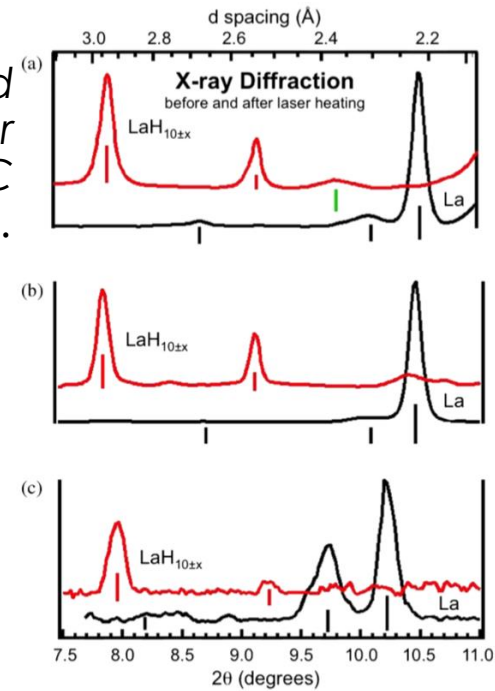 d spacing (Å)
3.0 2.8 2.6 2.4 2.2
(a)
X-ray Diffraction
before and after laser heating
LaH10±x
La
d
r
C
.
(b)
LaH10±x
La
(c)
LaH10±x
La
7.5 8.0 8.5 9.0 9.5 10.0 10.5 11.0
2θ (degrees)